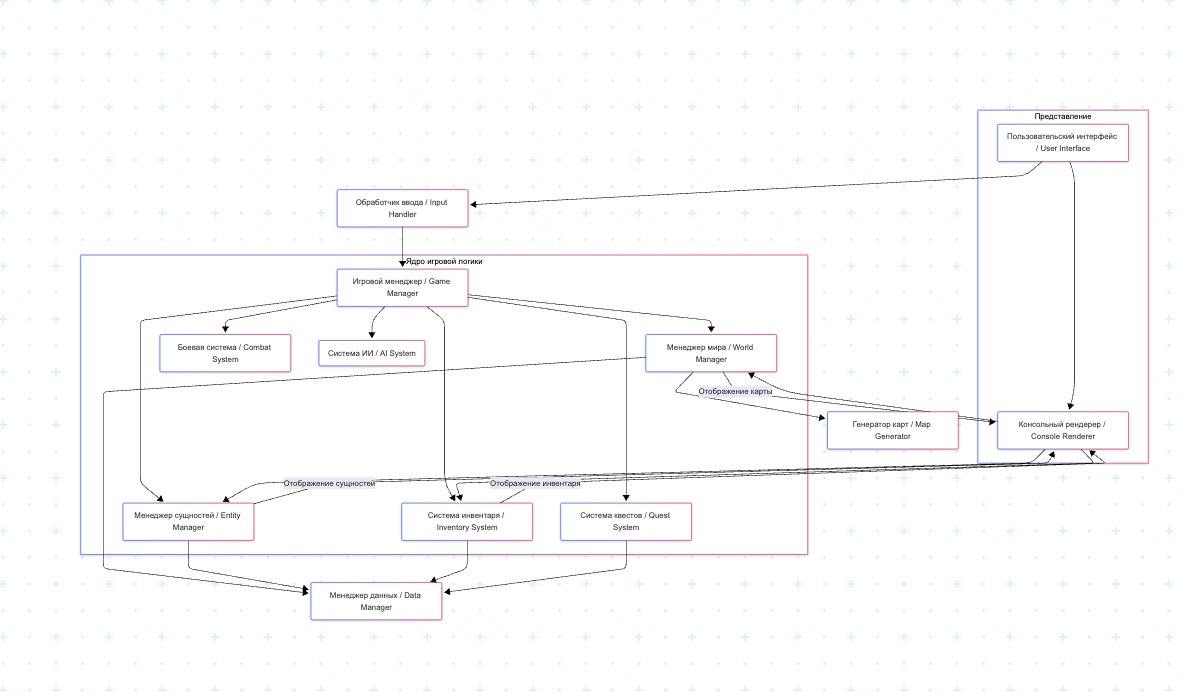 Представление
Пользовательский интерфейс
/ User Interface
Обработчик ввода / Input
Handler
Ядро игровой логики
Игровой менеджер / Game
Manager
Боевая система / Combat
System
Система ИИ / AI System
Менеджер мира / World
Manager
Отображение карты
Генератор карт / Map
Generator
Консольный рендерер /
Console Renderer
Отображение сущностей
Отображение инвентаря
Менеджер сущностей / Entity
Manager
Система инвентаря /
Inventory System
Система квестов / Quest
System
Менеджер данных / Data
Manager